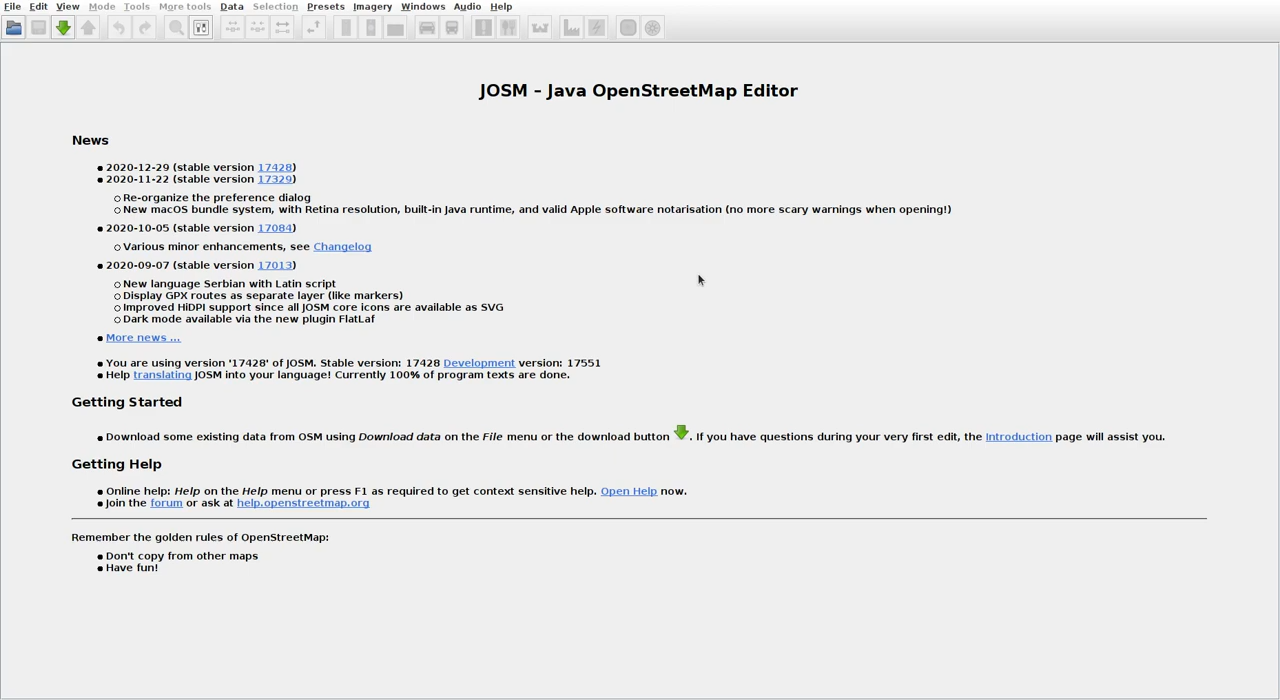 File Edit View Mode Tools More tools Data Selection Presets Imagery Windows Audio Help
JOSM – Java OpenStreetMap Editor
News
2020-12-29 (stable version 17428)
2020-11-22 (stable version 17329)
Re-organize the preference dialog
New macOS bundle system, with Retina resolution, built-in Java runtime, and valid Apple software notarisation (no more scary warnings when opening!)
2020-10-05 (stable version 17084)
Various minor enhancements, see Changelog
2020-09-07 (stable version 17013)
New language Serbian with Latin script
Display GPX routes as separate layer (like markers)
Improved HiDPI support since all JOSM core icons are available as SVG
Dark mode available via the new plugin FlatLaf
More news ...
You are using version '17428' of JOSM. Stable version: 17428 Development version: 17551
Help translating JOSM into your language! Currently 100% of program texts are done.
Getting Started
Download some existing data from OSM using Download data on the File menu or the download button . If you have questions during your very first edit, the Introduction page will assist you.
Getting Help
Online help: Help on the Help menu or press F1 as required to get context sensitive help. Open Help now.
Join the forum or ask at help.openstreetmap.org
Remember the golden rules of OpenStreetMap:
Don't copy from other maps
Have fun!